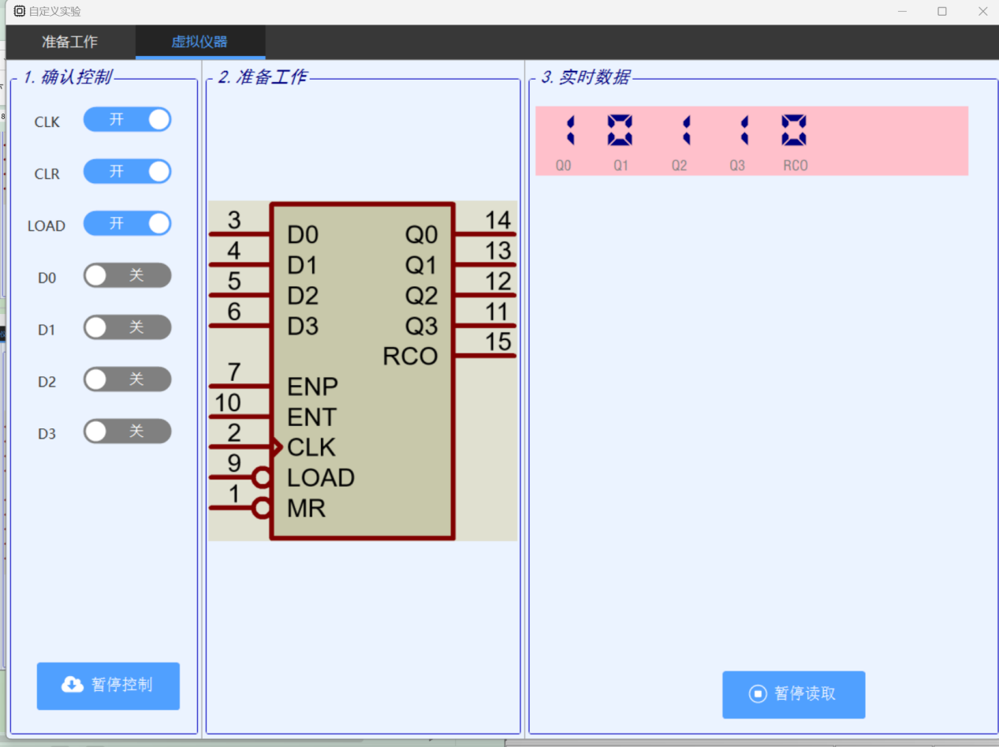 自定义实验
准备工作 虚拟仪器
1. 确认控制
CLK 开
CLR 开
LOAD 开
D0 关
D1 关
D2 关
D3 关
暂停控制
2. 准备工作
3 D0 Q0 14
4 D1 Q1 13
5 D2 Q2 12
6 D3 Q3 11
RCO 15
7 ENP
10 ENT
2 CLK
9 LOAD
1 MR
3. 实时数据
1 0 1 1 0
Q0 Q1 Q2 Q3 RCO
暂停读取